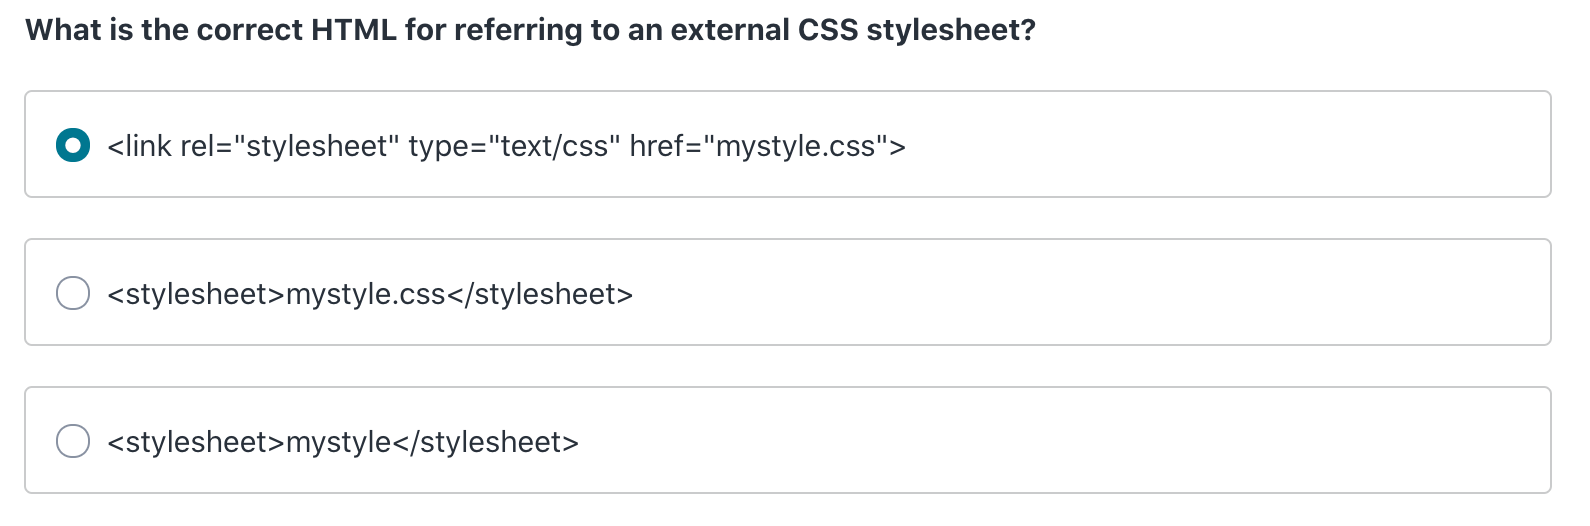 What is the correct HTML for referring to an external CSS stylesheet?
<link rel="stylesheet" type="text/css" href="mystyle.css">
<stylesheet>mystyle.css</stylesheet>
<stylesheet>mystyle</stylesheet>